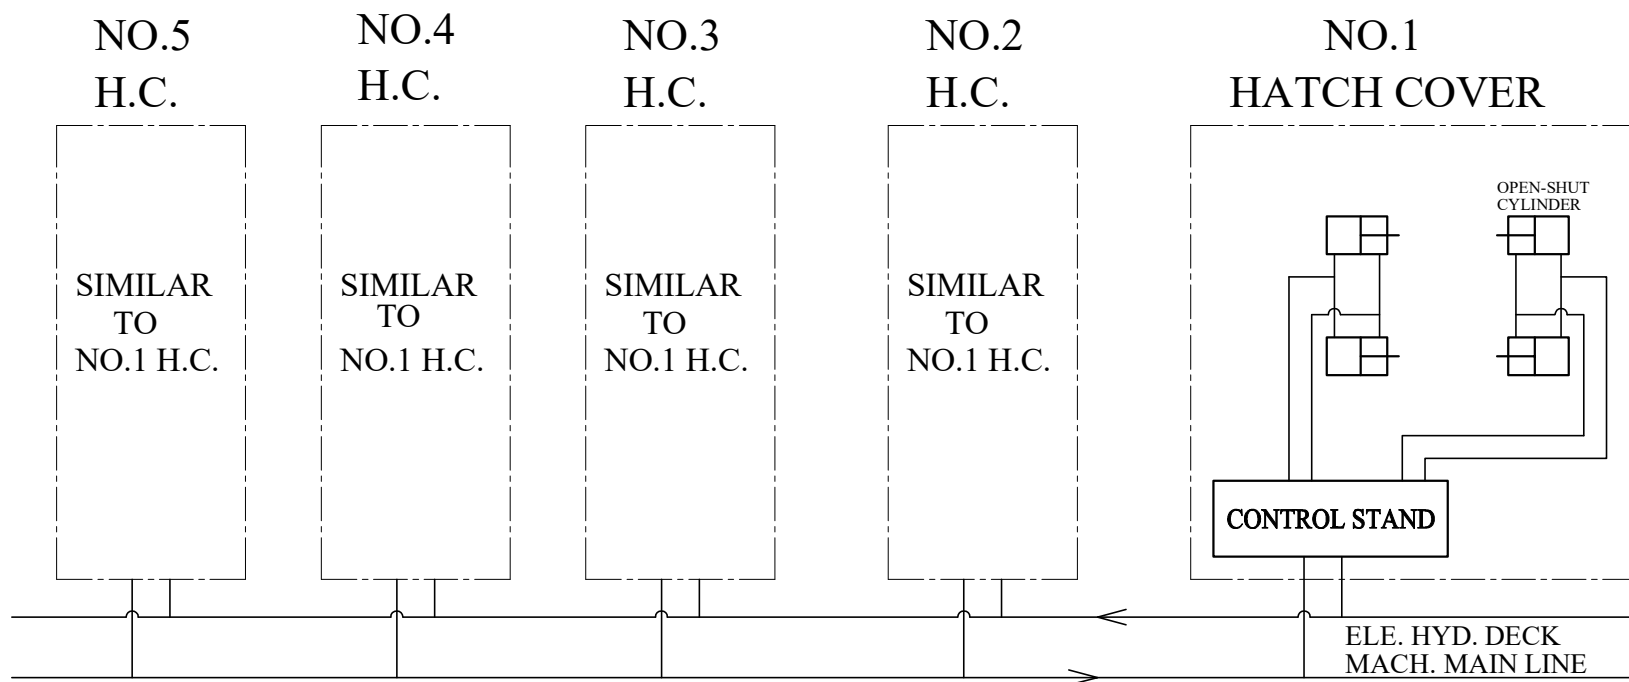 NO.5
H.C.
NO.4
H.C.
NO.3
H.C.
NO.2
H.C.
NO.1
HATCH COVER
SIMILAR
TO
NO.1 H.C.
SIMILAR
TO
NO.1 H.C.
SIMILAR
TO
NO.1 H.C.
SIMILAR
TO
NO.1 H.C.
OPEN-SHUT
CYLINDER
CONTROL STAND
ELE. HYD. DECK
MACH. MAIN LINE